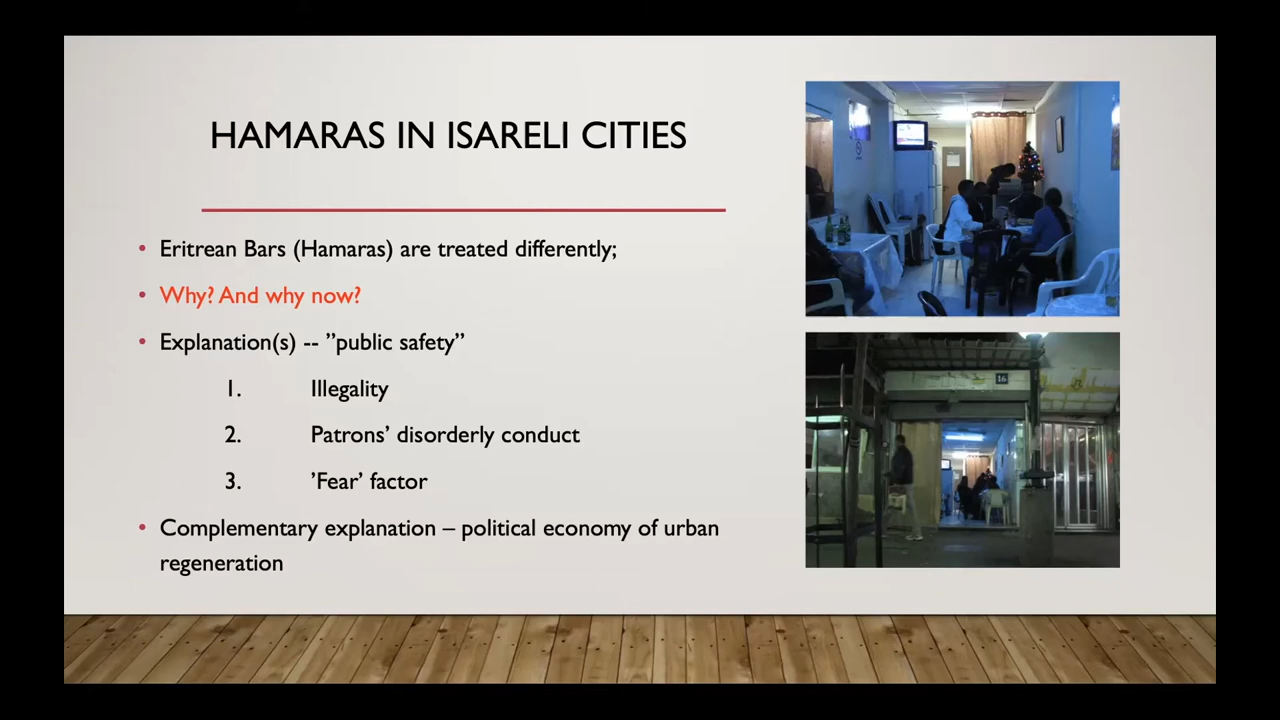 HAMARAS IN ISARELI CITIES
• Eritrean Bars (Hamaras) are treated differently;
• Why? And why now?
• Explanation(s) -- ”public safety”
1. Illegality
2. Patrons’ disorderly conduct
3. ’Fear’ factor
• Complementary explanation – political economy of urban
regeneration
16